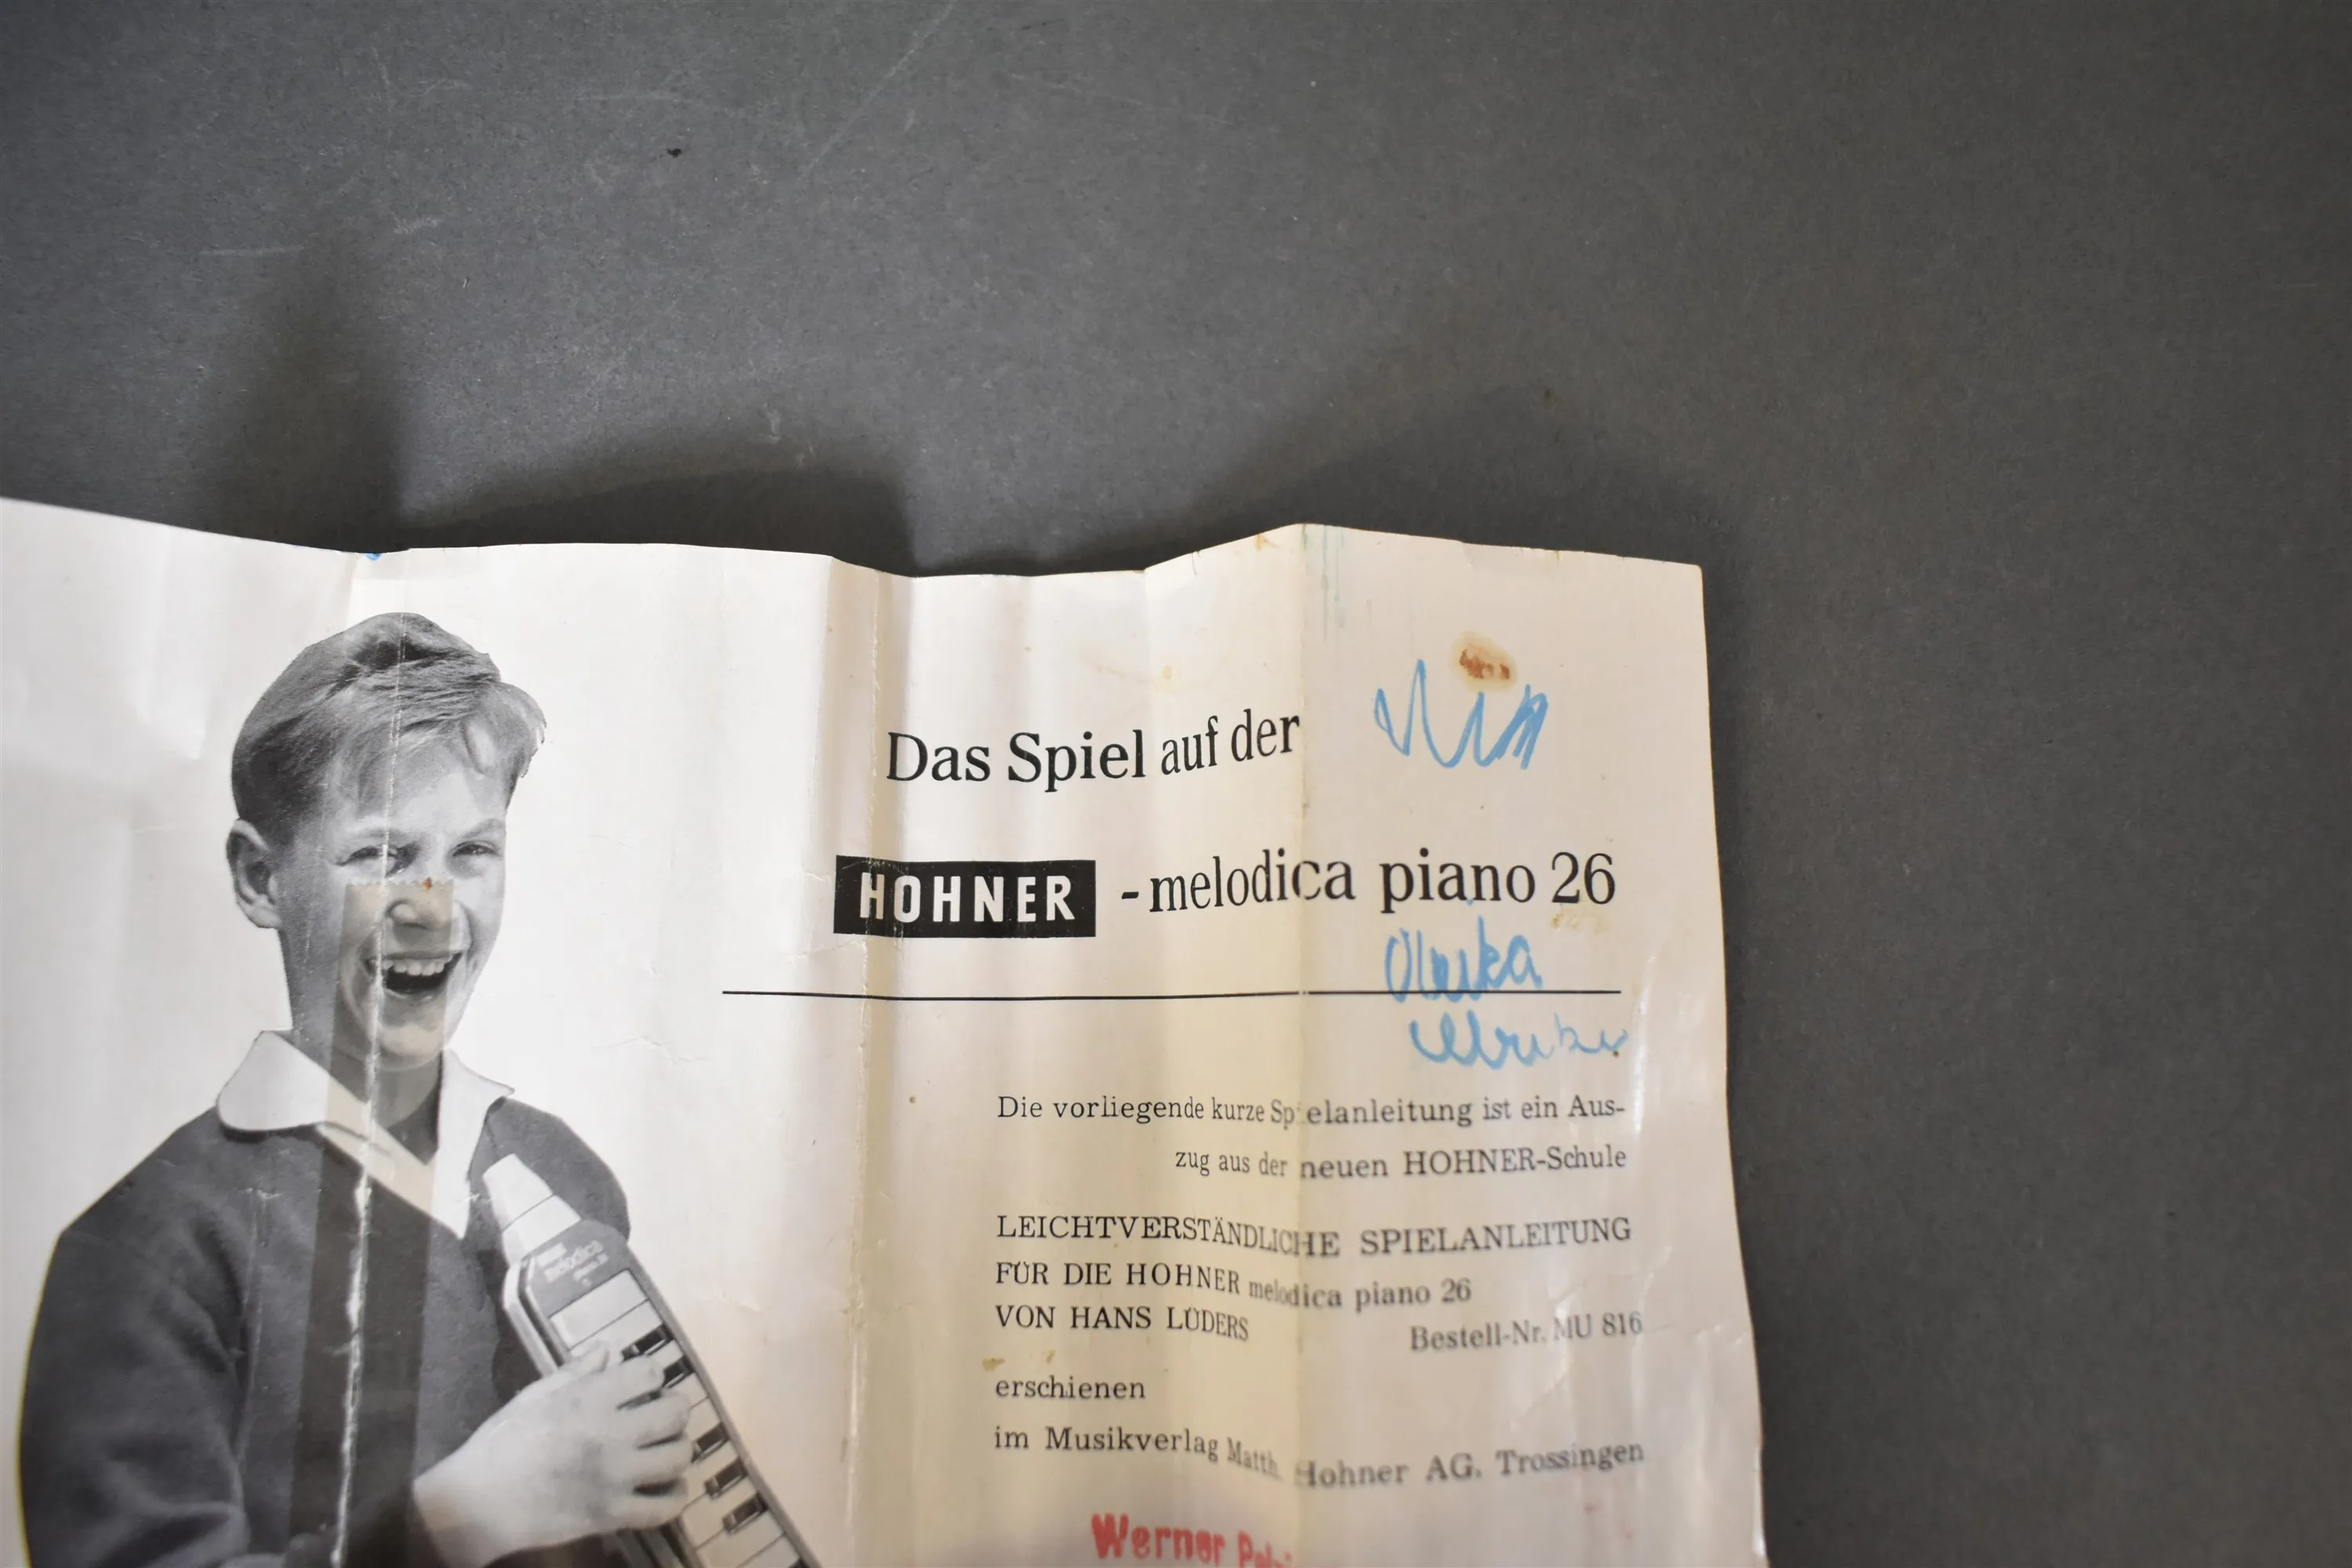 Das Spiel auf der
HOHNER -melodica piano 26
Die vorliegende kurze Spielanleitung ist ein Aus-
zug aus der neuen HOHNER-Schule
LEICHTVERSTÄNDLICHE SPIELANLEITUNG
FÜR DIE HOHNER melodica piano 26
VON HANS LÜDERS
Bestell-Nr. MU 816
erschienen
im Musikverlag Matth. Hohner AG. Trossingen
Werner
melodica